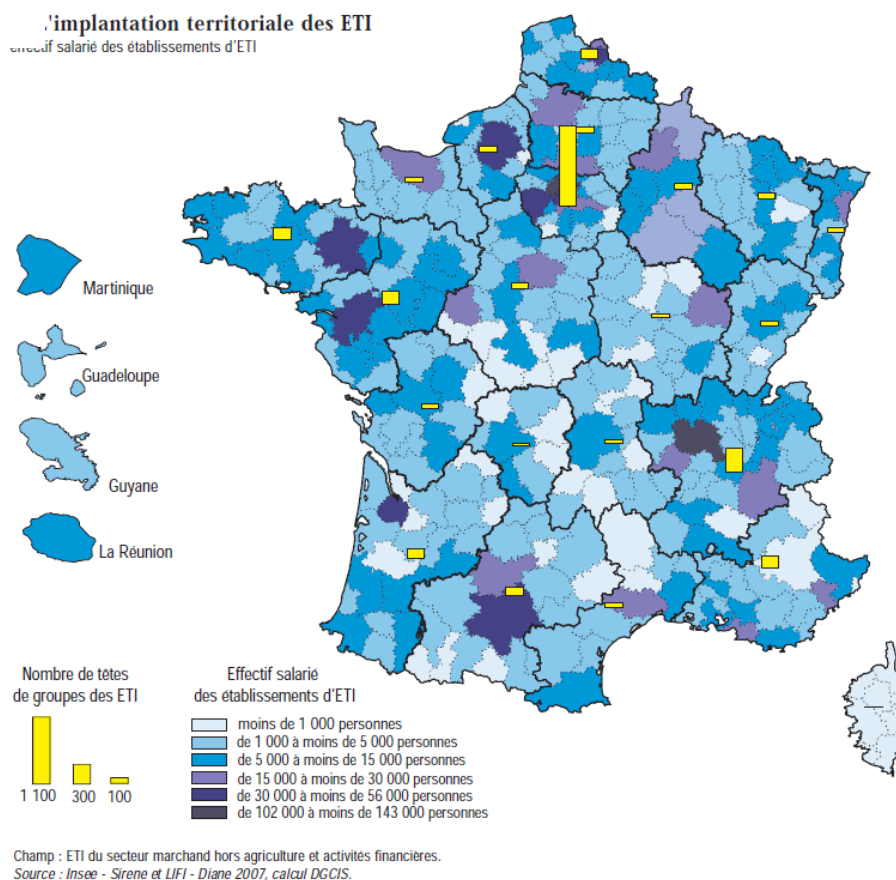 'implantation territoriale des ETI
effectif salarié des établissements d'ETI
Martinique
Guadeloupe
Guyane
La Réunion
Nombre de têtes
de groupes des ETI
1 100 300 100
Effectif salarié
des établissements d'ETI
moins de 1 000 personnes
de 1 000 à moins de 5 000 personnes
de 5 000 à moins de 15 000 personnes
de 15 000 à moins de 30 000 personnes
de 30 000 à moins de 56 000 personnes
de 102 000 à moins de 143 000 personnes
Champ : ETI du secteur marchand hors agriculture et activités financières.
Source : Insee - Sirene et LIFI - Diane 2007, calcul DGCIS.